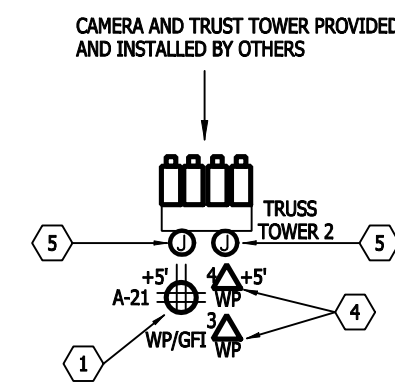 CAMERA AND TRUST TOWER PROVIDED
AND INSTALLED BY OTHERS
TRUSS
TOWER 2
5
J
J
5
+5'
4
+5'
A-21
WP
4
3
WP/GFI
WP
1